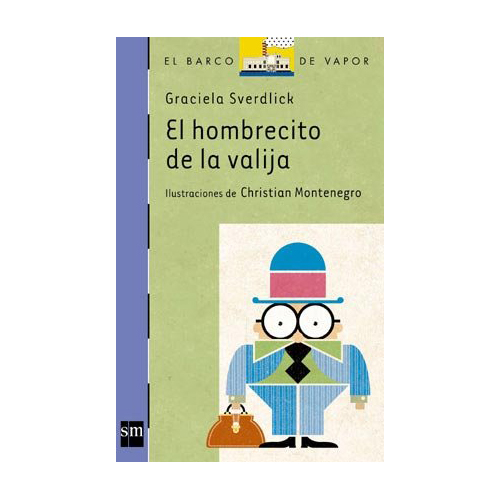 EL BARCO DE VAPOR
Graciela Sverdlick
El hombrecito
de la valija
Ilustraciones de Christian Montenegro
sm